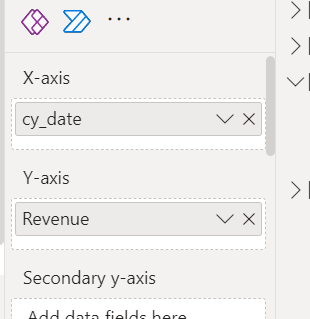 X-axis
cy_date
Y-axis
Revenue
Secondary y-axis
Add data fields here